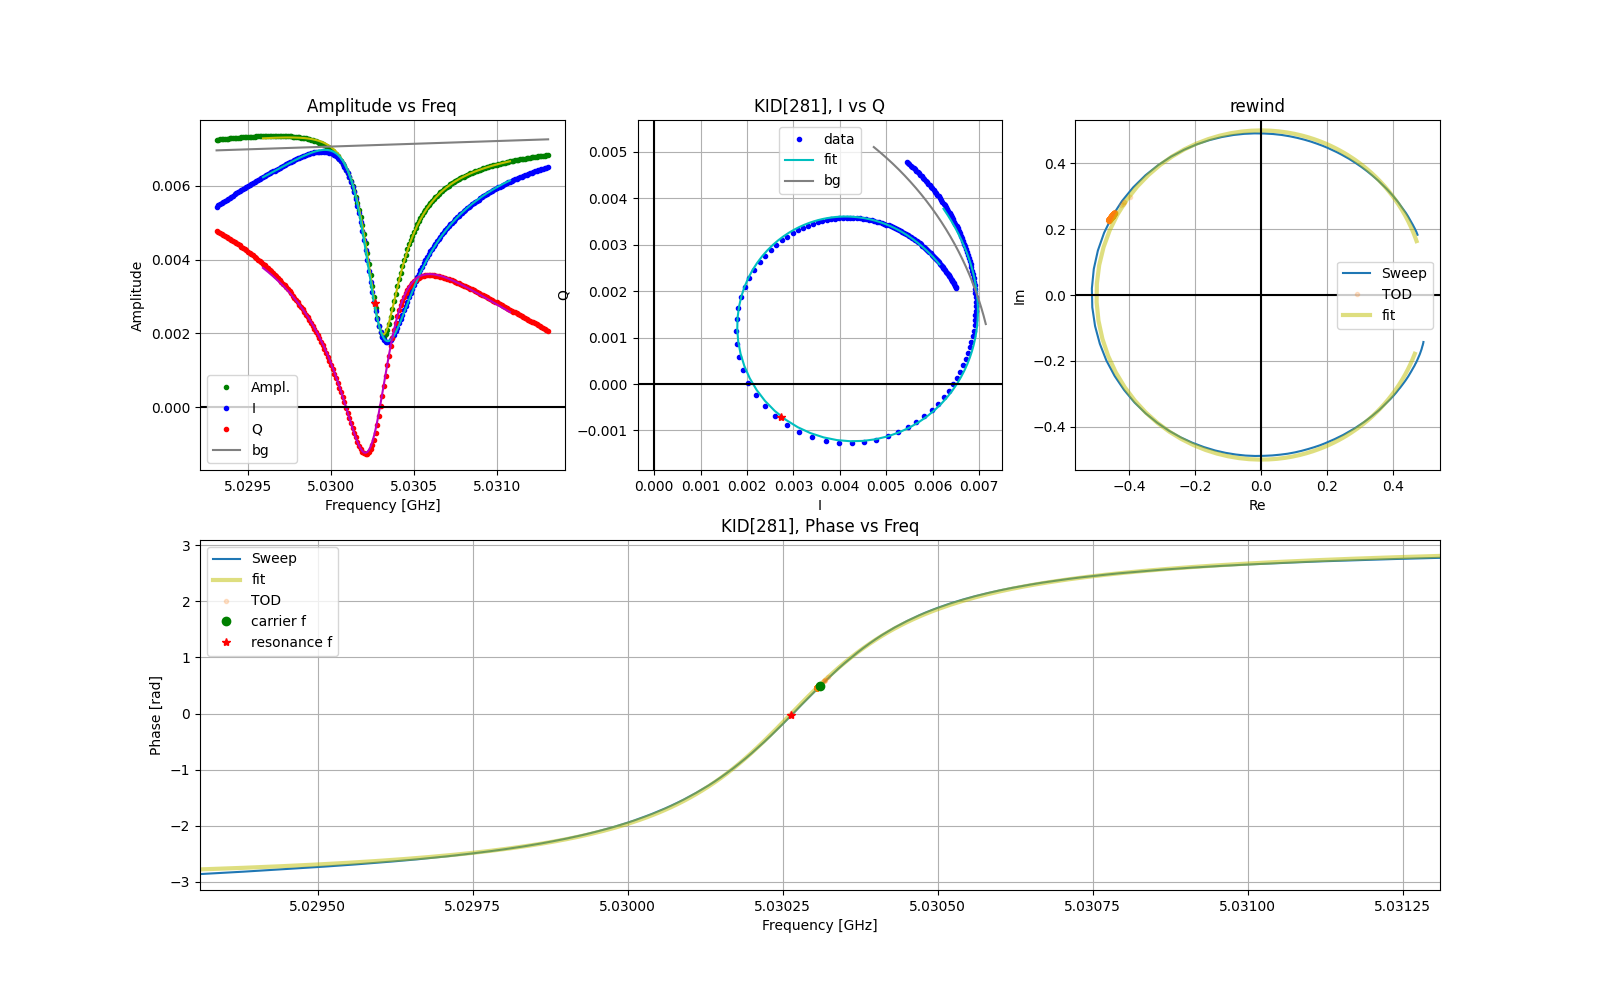 Amplitude vs Freq
Amplitude
0.006
0.004
0.002
0.000
Ampl.
I
Q
bg
5.0295 5.0300 5.0305 5.0310
Frequency [GHz]
KID[281], I vs Q
Q
0.005
0.004
0.003
0.002
0.001
0.000
−0.001
data
fit
bg
0.000 0.001 0.002 0.003 0.004 0.005 0.006 0.007
I
rewind
Im
0.4
0.2
0.0
−0.2
−0.4
Sweep
TOD
fit
−0.4 −0.2 0.0 0.2 0.4
Re
KID[281], Phase vs Freq
Phase [rad]
3
2
1
0
−1
−2
−3
Sweep
fit
TOD
carrier f
resonance f
5.02950 5.02975 5.03000 5.03025 5.03050 5.03075 5.03100 5.03125
Frequency [GHz]